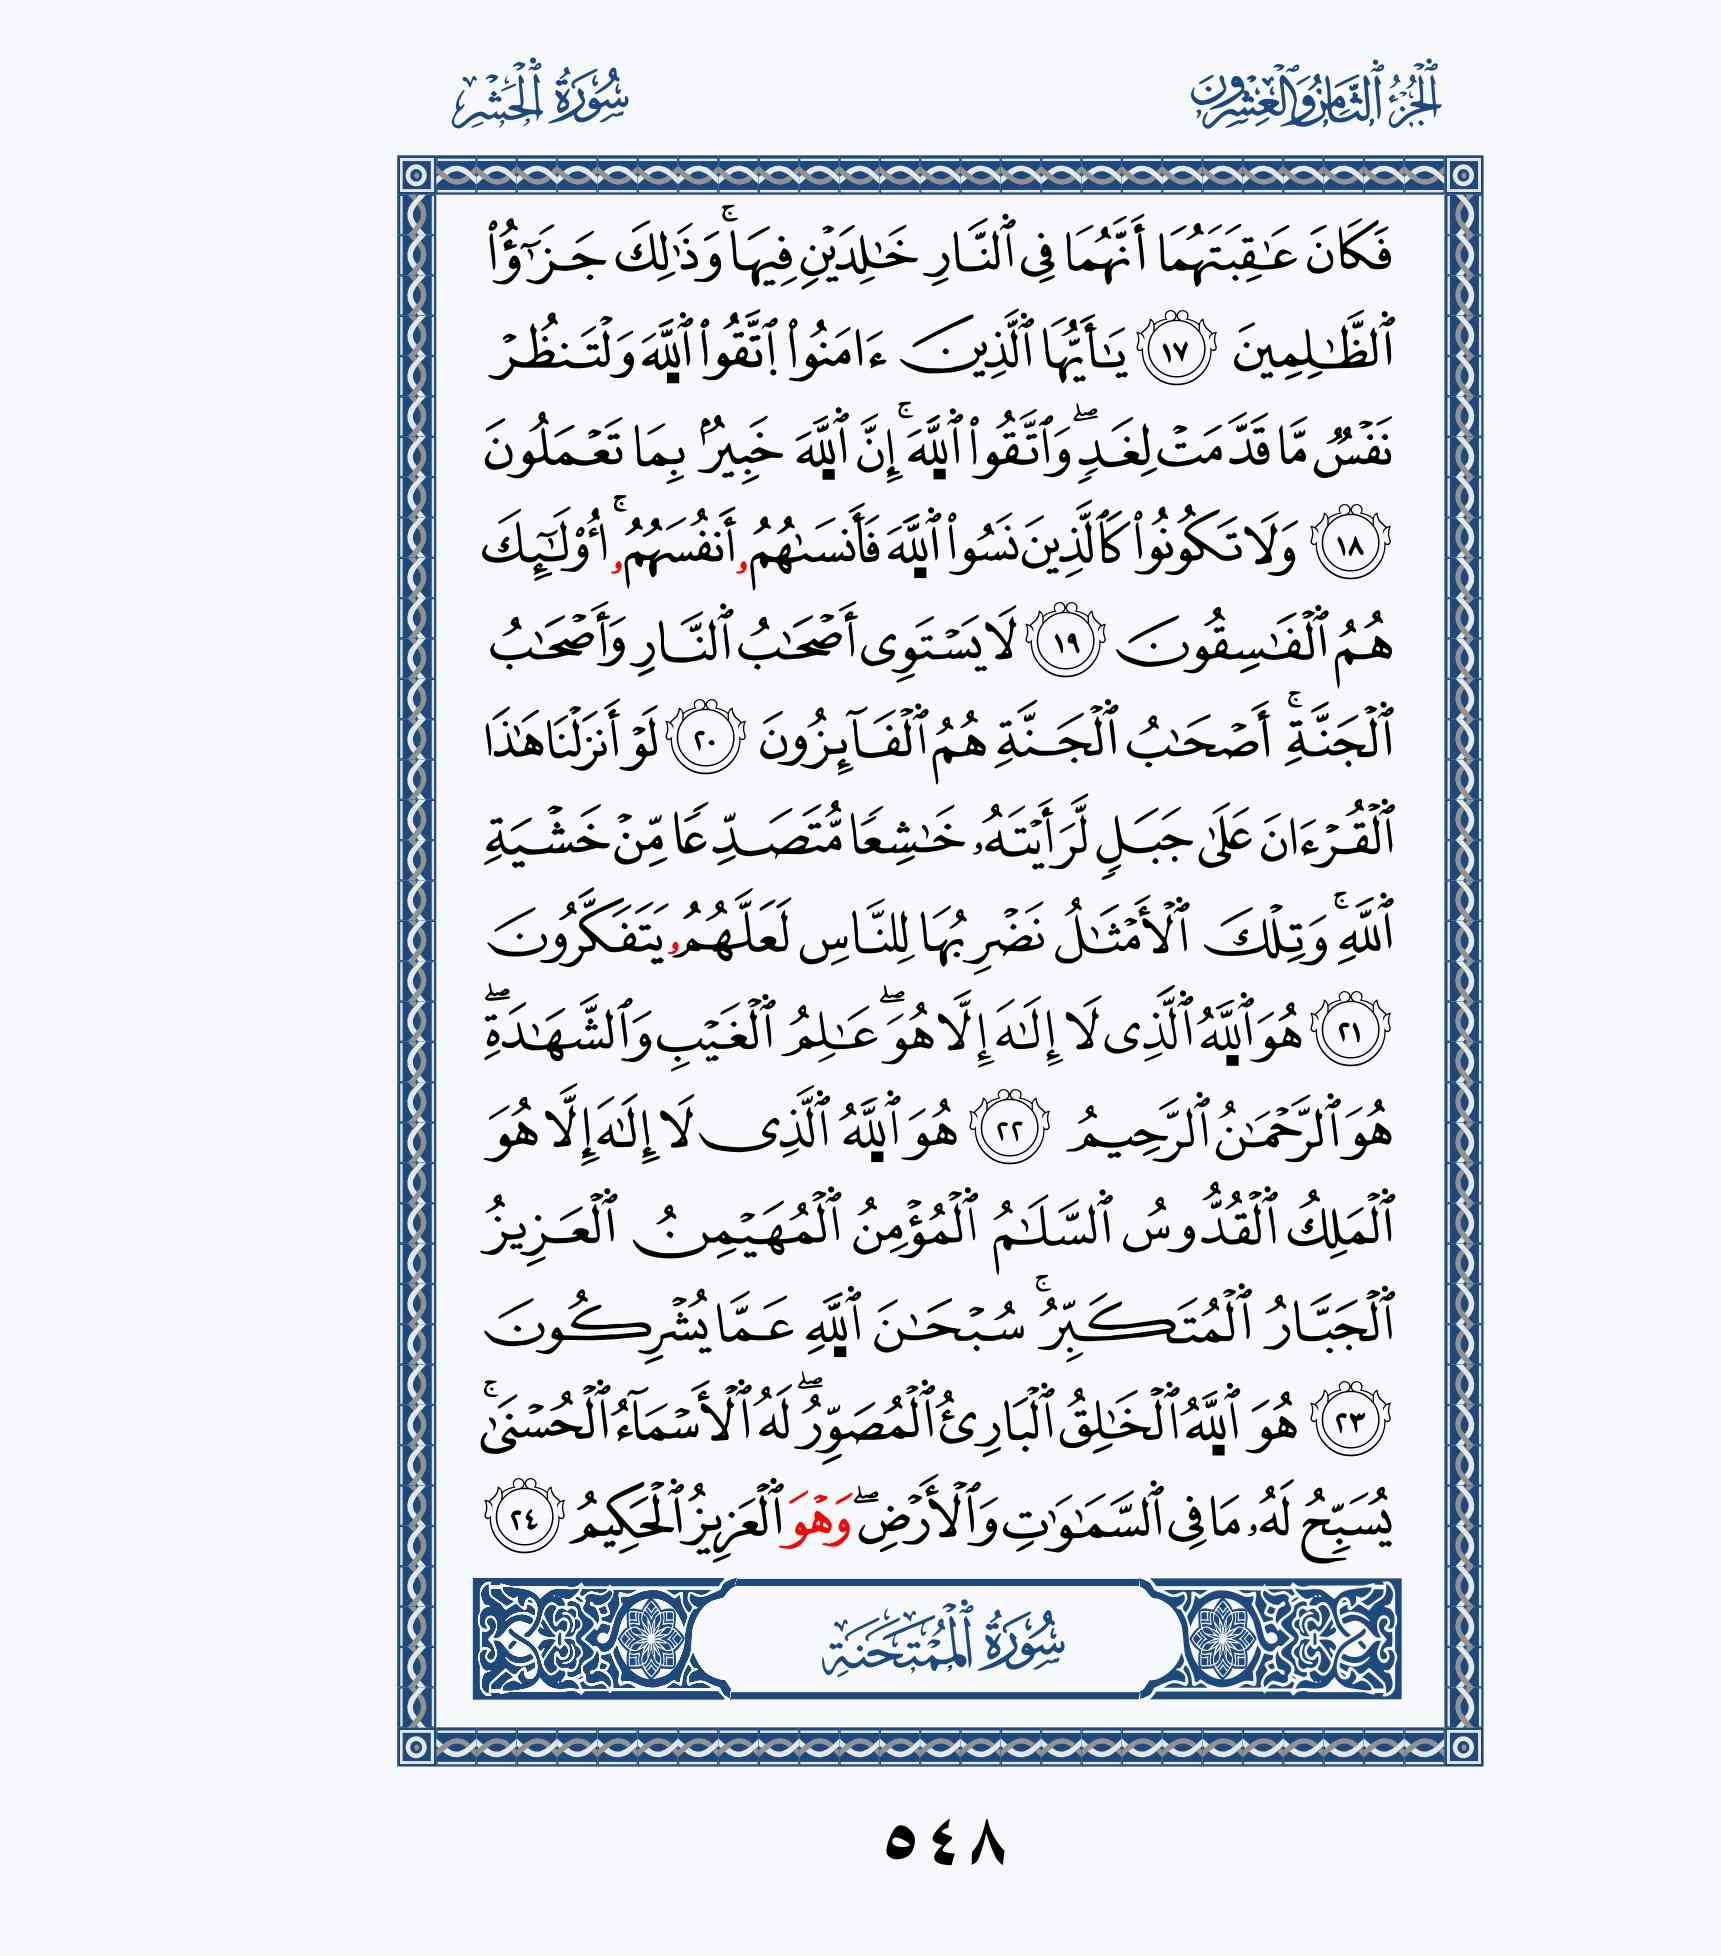 ٱلْجُزْءُ ٱلثَّامِنُ وَٱلْعِشْرُونَ
سُورَةُ ٱلْحَشْرِ
فَكَانَ عَٰقِبَتَهُمَا أَنَّهُمَا فِى ٱلنَّارِ خَٰلِدَيْنِ فِيهَا ۚ وَذَٰلِكَ جَزَٰٓؤُا۟
ٱلظَّٰلِمِينَ ١٧ يَٰٓأَيُّهَا ٱلَّذِينَ ءَامَنُوا۟ ٱتَّقُوا۟ ٱللَّهَ وَلْتَنظُرْ
نَفْسٌ مَّا قَدَّمَتْ لِغَدٍ ۖ وَٱتَّقُوا۟ ٱللَّهَ ۚ إِنَّ ٱللَّهَ خَبِيرٌۢ بِمَا تَعْمَلُونَ
١٨ وَلَا تَكُونُوا۟ كَٱلَّذِينَ نَسُوا۟ ٱللَّهَ فَأَنسَىٰهُمُۥ أَنفُسَهُمُۥ ۚ أُو۟لَٰٓئِكَ
هُمُ ٱلْفَٰسِقُونَ ١٩ لَا يَسْتَوِى أَصْحَٰبُ ٱلنَّارِ وَأَصْحَٰبُ
ٱلْجَنَّةِ ۚ أَصْحَٰبُ ٱلْجَنَّةِ هُمُ ٱلْفَآئِزُونَ ٢٠ لَوْ أَنزَلْنَا هَٰذَا
ٱلْقُرْءَانَ عَلَىٰ جَبَلٍ لَّرَأَيْتَهُۥ خَٰشِعًا مُّتَصَدِّعًا مِّنْ خَشْيَةِ
ٱللَّهِ ۚ وَتِلْكَ ٱلْأَمْثَٰلُ نَضْرِبُهَا لِلنَّاسِ لَعَلَّهُمُۥ يَتَفَكَّرُونَ
٢١ هُوَ ٱللَّهُ ٱلَّذِى لَا إِلَٰهَ إِلَّا هُوَ ۖ عَٰلِمُ ٱلْغَيْبِ وَٱلشَّهَٰدَةِ ۖ
هُوَ ٱلرَّحْمَٰنُ ٱلرَّحِيمُ ٢٢ هُوَ ٱللَّهُ ٱلَّذِى لَا إِلَٰهَ إِلَّا هُوَ
ٱلْمَلِكُ ٱلْقُدُّوسُ ٱلسَّلَٰمُ ٱلْمُؤْمِنُ ٱلْمُهَيْمِنُ ٱلْعَزِيزُ
ٱلْجَبَّارُ ٱلْمُتَكَبِّرُ ۚ سُبْحَٰنَ ٱللَّهِ عَمَّا يُشْرِكُونَ
٢٣ هُوَ ٱللَّهُ ٱلْخَٰلِقُ ٱلْبَارِئُ ٱلْمُصَوِّرُ ۖ لَهُ ٱلْأَسْمَآءُ ٱلْحُسْنَىٰ ۚ
يُسَبِّحُ لَهُۥ مَا فِى ٱلسَّمَٰوَٰتِ وَٱلْأَرْضِ ۖ وَهْوَ ٱلْعَزِيزُ ٱلْحَكِيمُ ٢٤
سُورَةُ ٱلْمُمْتَحَنَةِ
٥٤٨